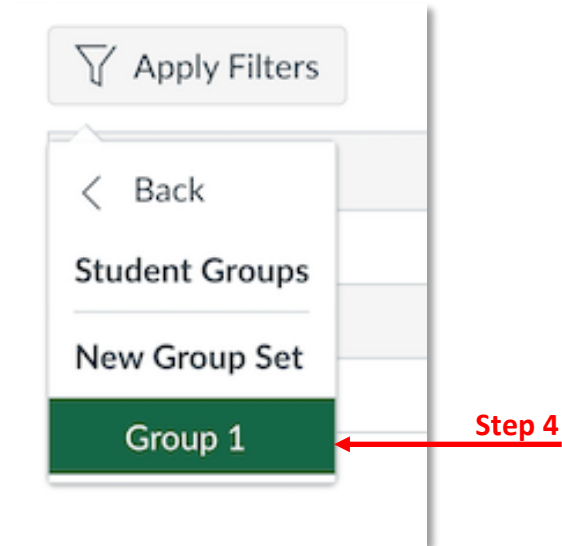 Apply Filters
Back
Student Groups
New Group Set
Group 1
Step 4